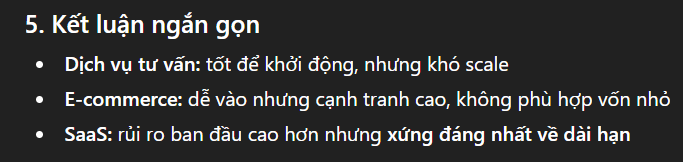 5. Kết luận ngắn gọn
• Dịch vụ tư vấn: tốt để khởi động, nhưng khó scale
• E-commerce: dễ vào nhưng cạnh tranh cao, không phù hợp vốn nhỏ
• SaaS: rủi ro ban đầu cao hơn nhưng xứng đáng nhất về dài hạn